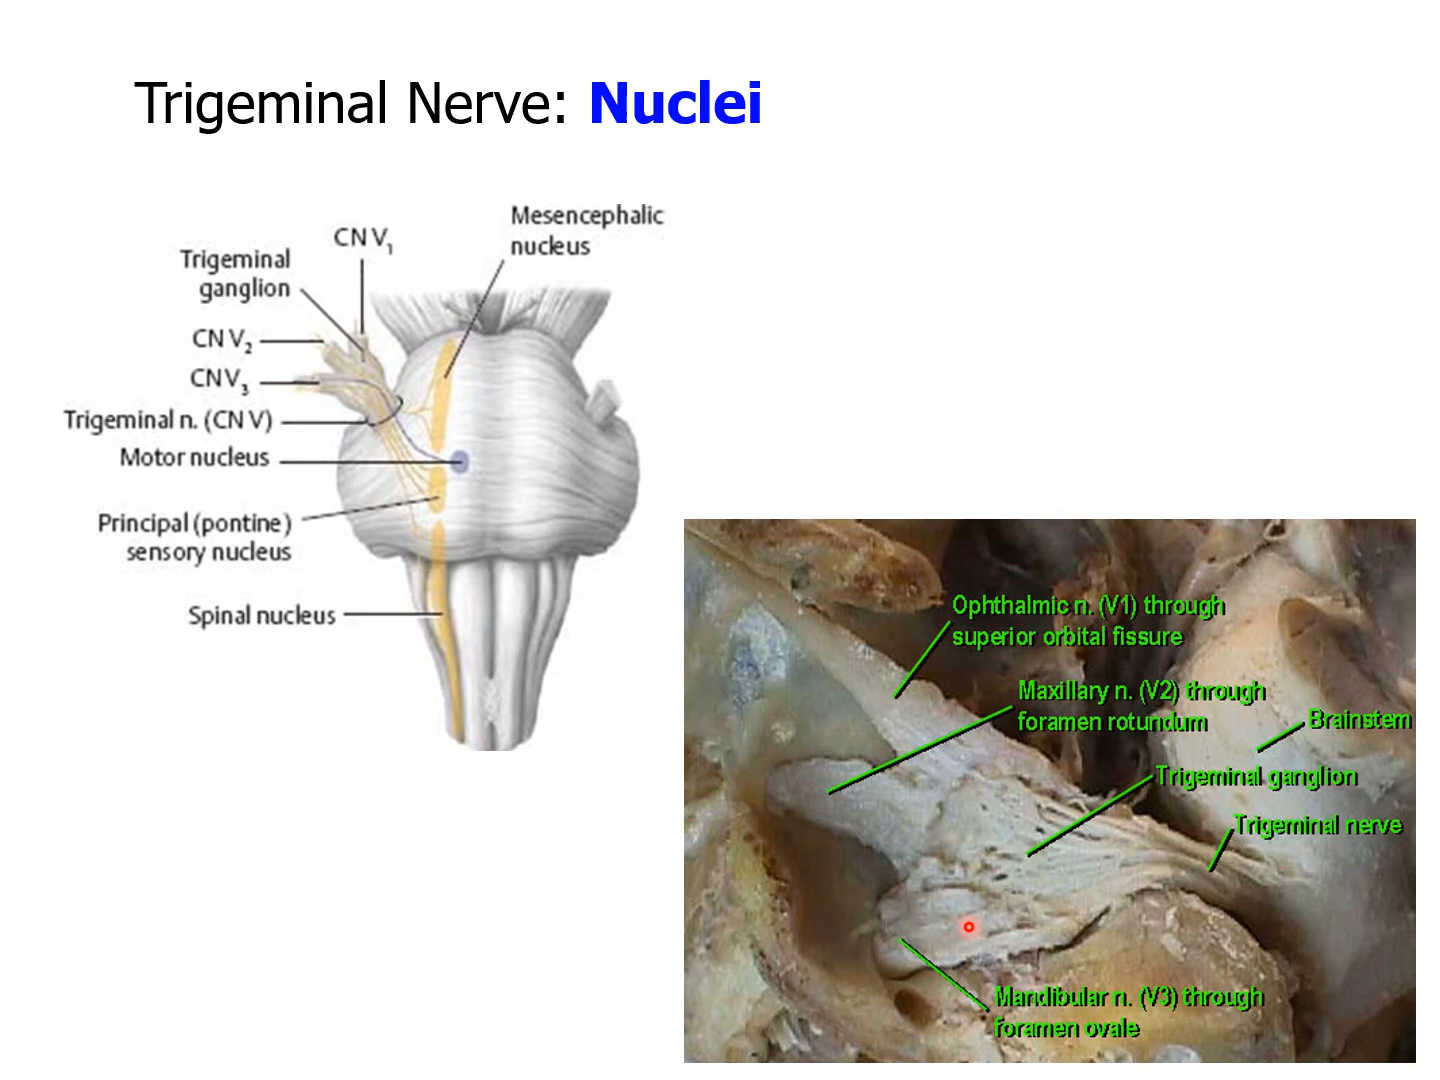 Trigeminal Nerve: Nuclei
Mesencephalic
nucleus
CN V1
Trigeminal
ganglion
CN V2
CN V3
Trigeminal n. (CN V)
Motor nucleus
Principal (pontine)
sensory nucleus
Spinal nucleus
Ophthalmic n. (V1) through
superior orbital fissure
Maxillary n. (V2) through
foramen rotundum
Brainstem
Trigeminal ganglion
Trigeminal nerve
Mandibular n. (V3) through
foramen ovale